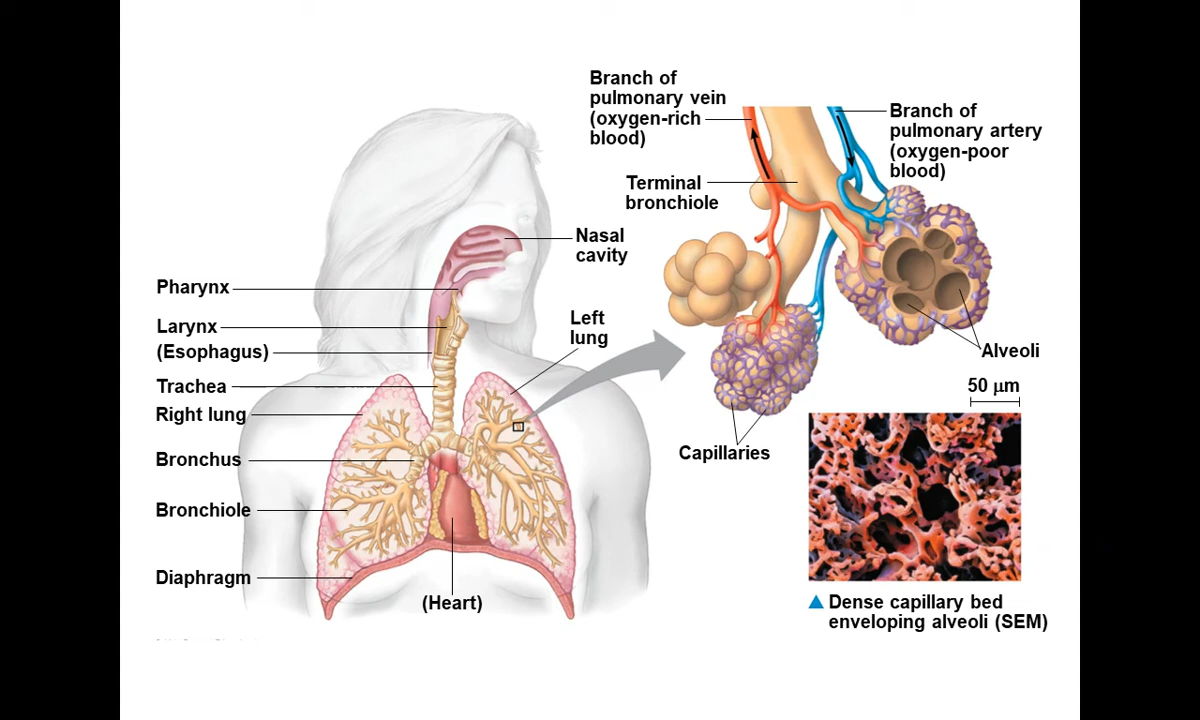 Branch of
pulmonary vein
(oxygen-rich
blood)
Branch of
pulmonary artery
(oxygen-poor
blood)
Terminal
bronchiole
Nasal
cavity
Pharynx
Larynx
(Esophagus)
Trachea
Right lung
Bronchus
Bronchiole
Diaphragm
(Heart)
Left
lung
Capillaries
Alveoli
50 μm
Dense capillary bed
enveloping alveoli (SEM)